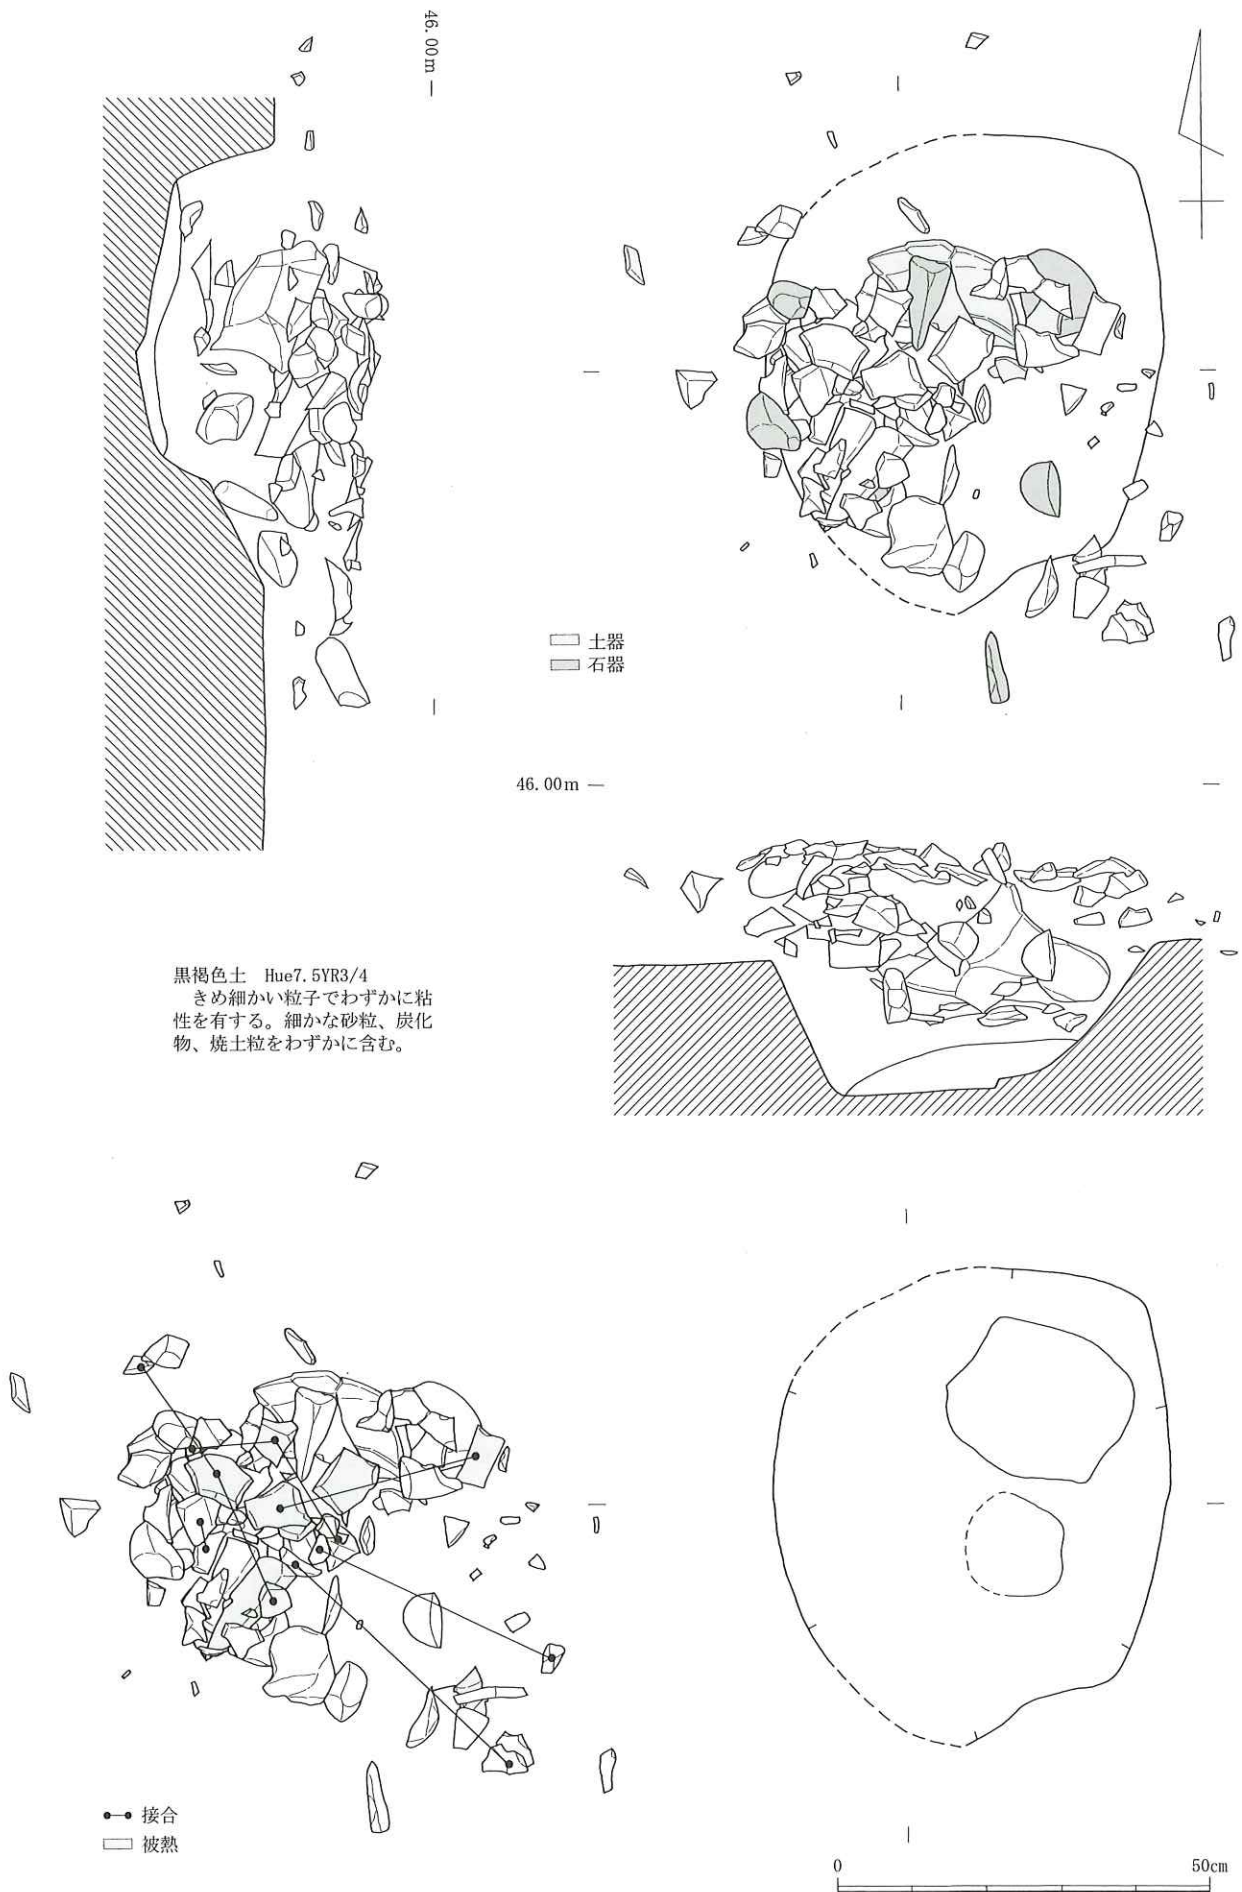 46.00m
土器
石器
46.00m
黒褐色土 Hue7.5YR3/4
きめ細かい粒子でわずかに粘
性を有する。細かな砂粒、炭化
物、焼土粒をわずかに含む。
接合
被熱
0 50cm